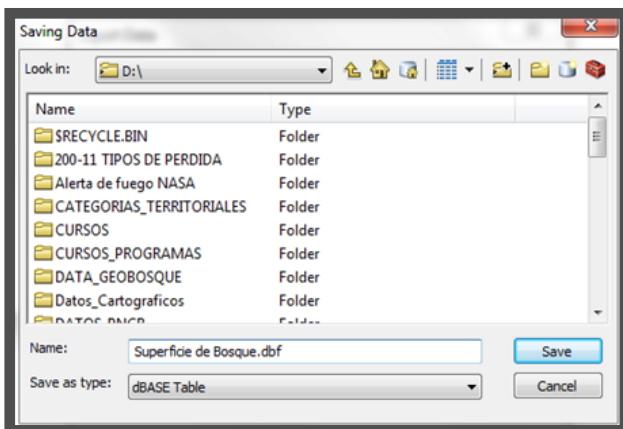 Saving Data
Look in: D:\
Name Type
$RECYCLE.BIN Folder
200-11 TIPOS DE PERDIDA Folder
Alerta de fuego NASA Folder
CATEGORIAS_TERRITORIALES Folder
CURSOS Folder
CURSOS_PROGRAMAS Folder
DATA_GEOBOSQUE Folder
Datos_Cartograficos Folder
Name: Superficie de Bosque.dbf Save
Save as type: dBASE Table Cancel